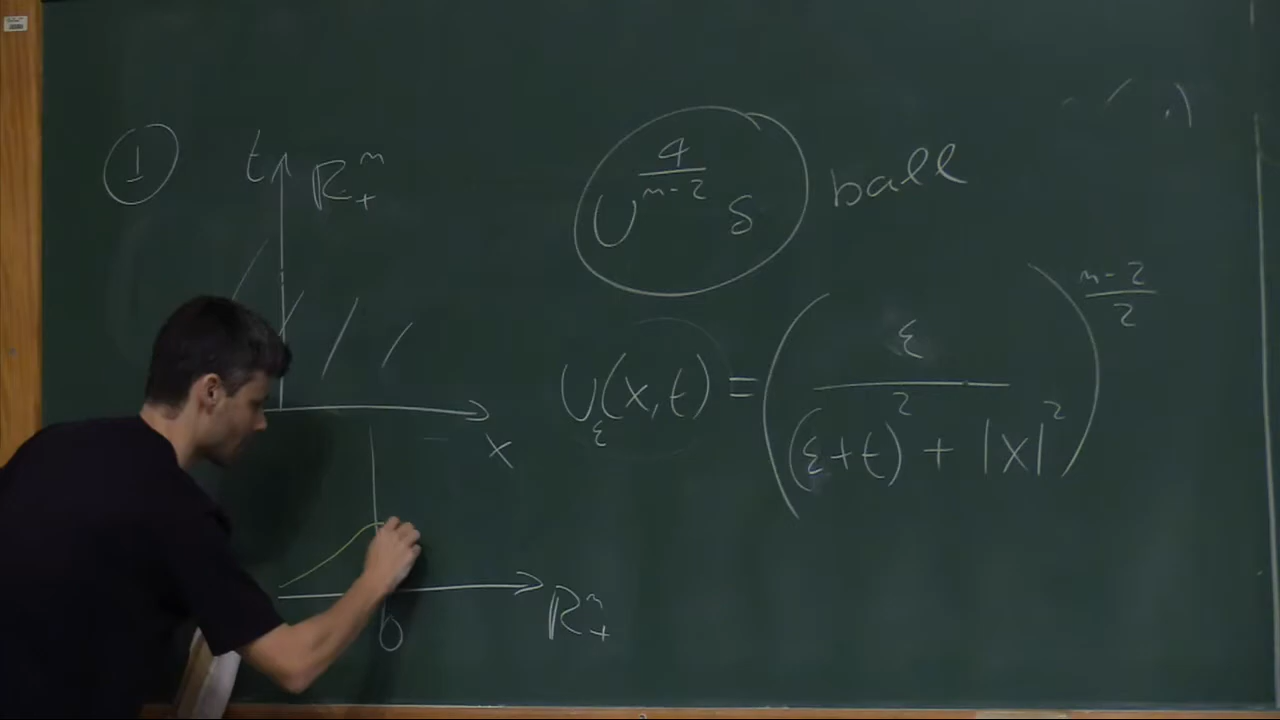 ①
t ℝ₊ⁿ
x
0 ℝ₊ⁿ
U^{4/(n-2)} δ ball
U_ε(x,t) = (ε / ((ε+t)² + |x|²))^{(n-2)/2}